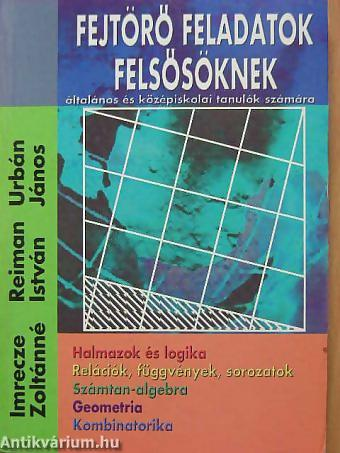 FEJTÖRŐ FELADATOK
FELSŐSÖKNEK
általános és középiskolai tanulók számára
Imrecze Zoltánné
Reiman István
Urbán János
Halmazok és logika
Relációk, függvények, sorozatok
Számtan-algebra
Geometria
Kombinatorika
Antikvárium.hu